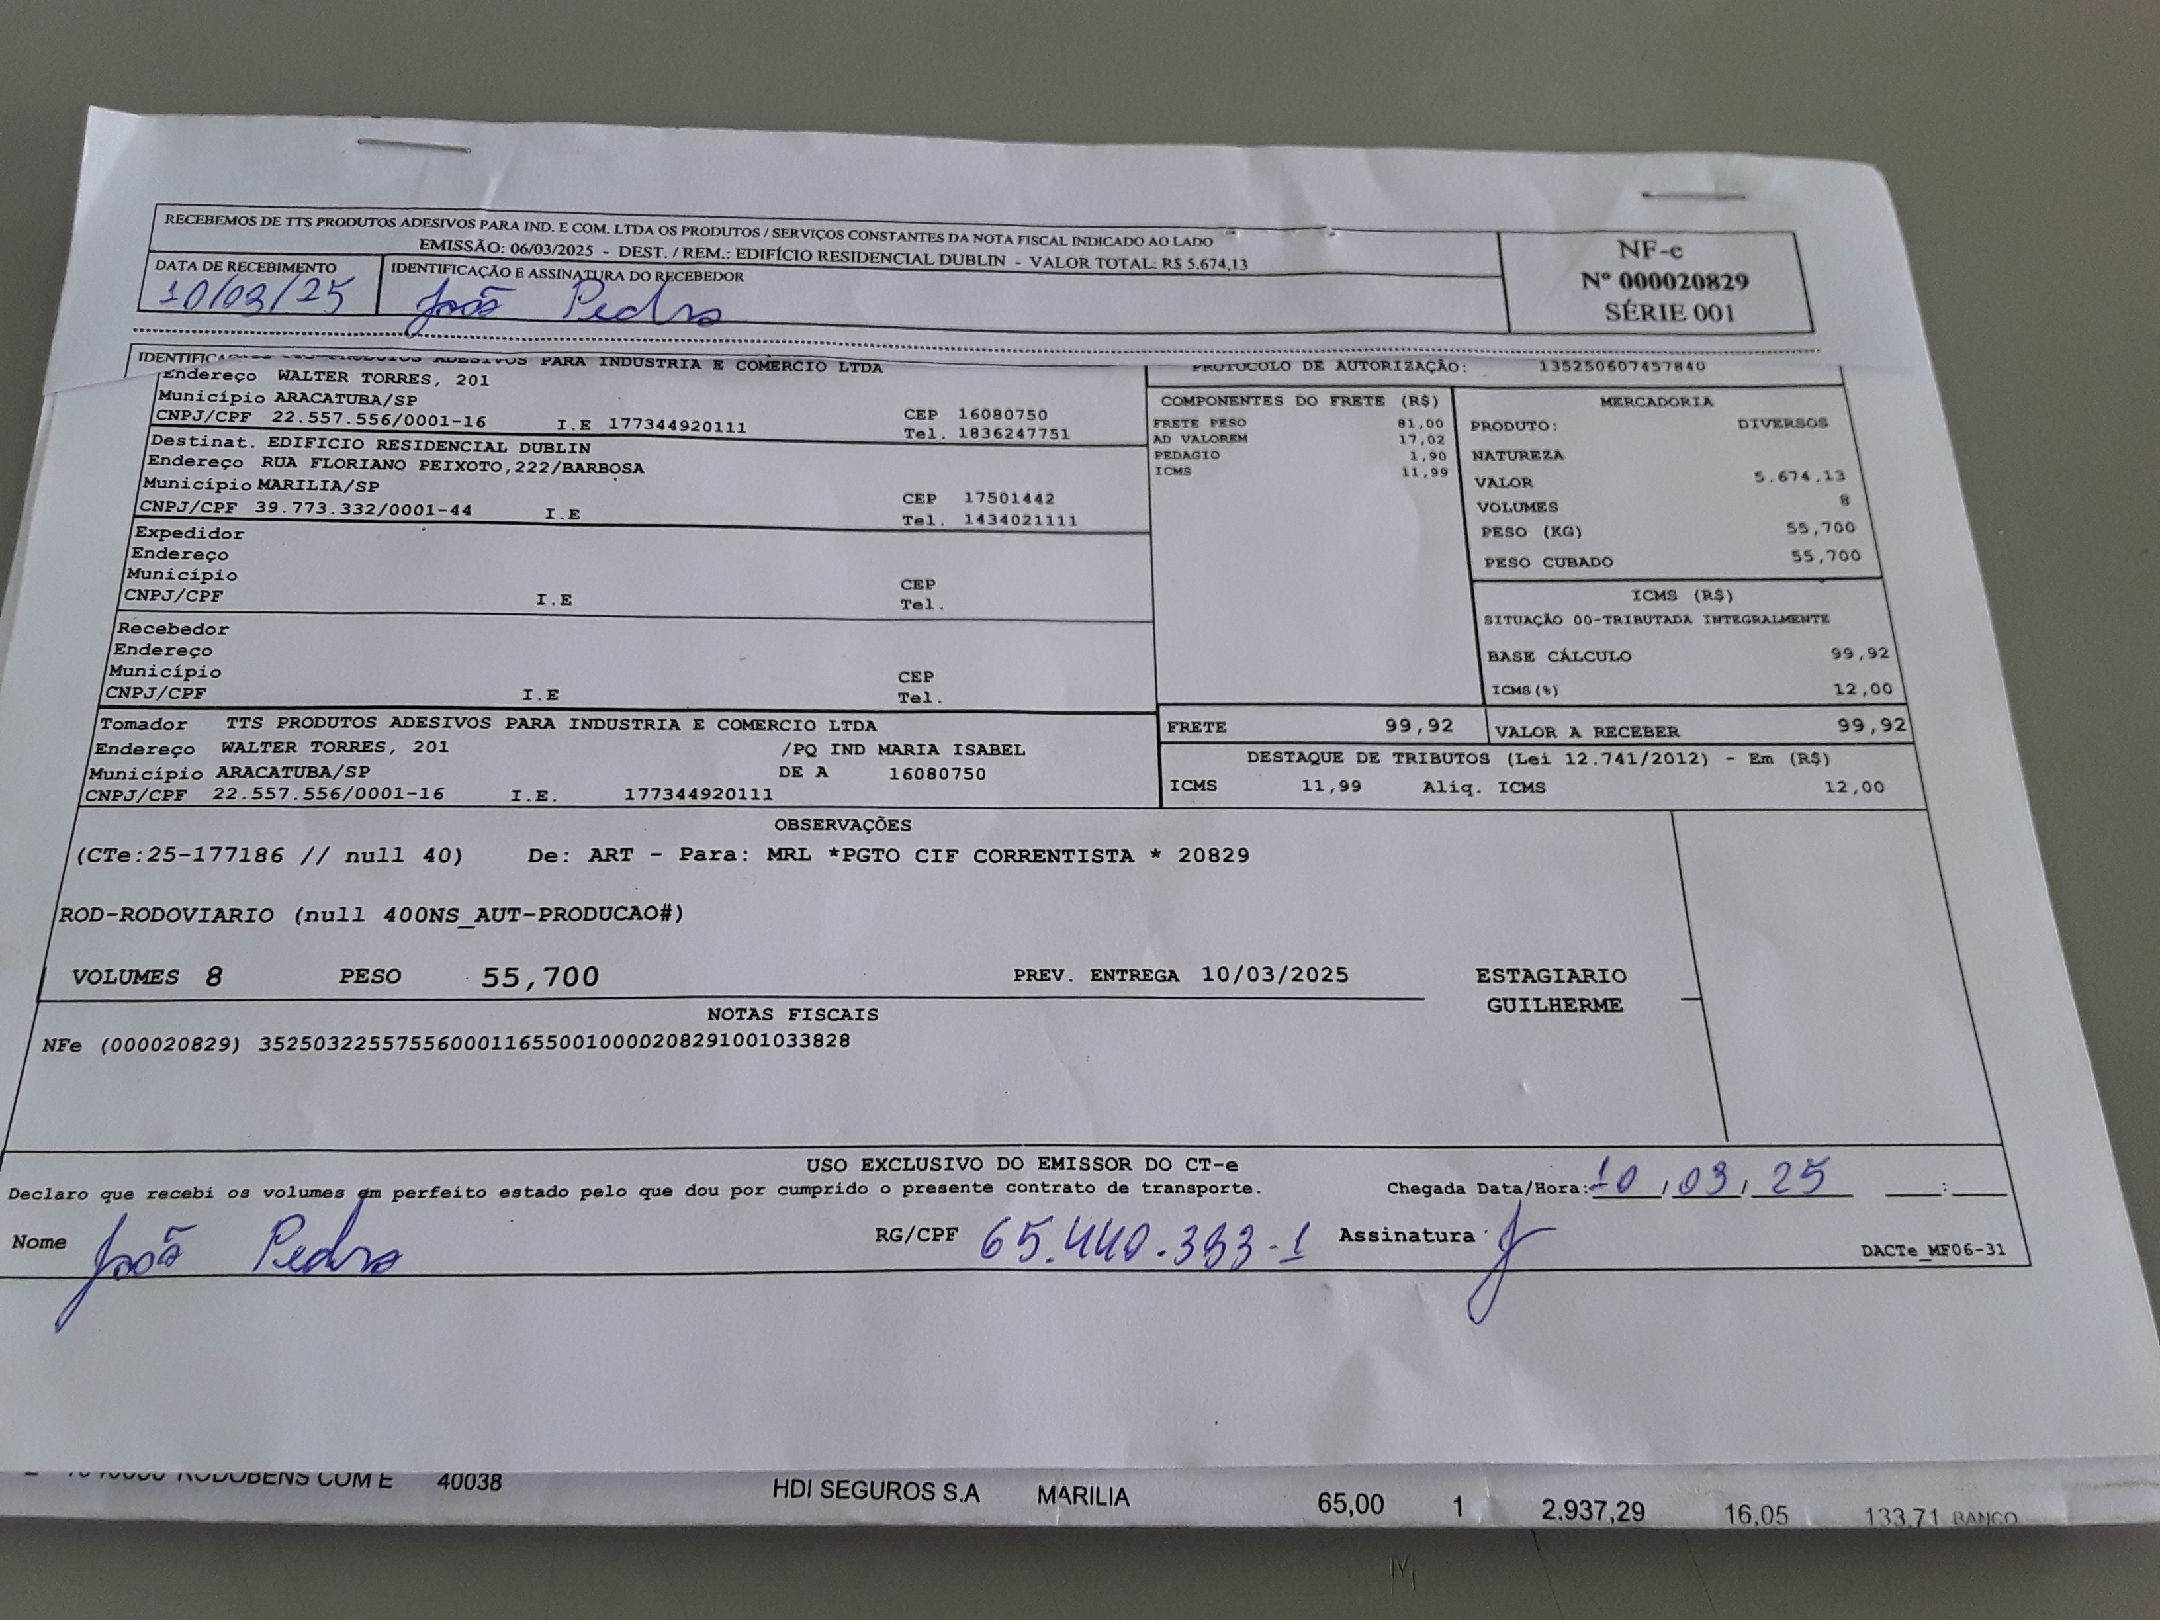 RECEBEMOS DE TTS PRODUTOS ADESIVOS PARA IND. E COM. LTDA OS PRODUTOS / SERVIÇOS CONSTANTES DA NOTA FISCAL INDICADO AO LADO
EMISSÃO: 06/03/2025 - DEST. / REM.: EDIFÍCIO RESIDENCIAL DUBLIN - VALOR TOTAL: R$ 5.674,13
DATA DE RECEBIMENTO
10/03/25
IDENTIFICAÇÃO E ASSINATURA DO RECEBEDOR
João Pedro
NF-e
Nº 000020829
SÉRIE 001
PRODUTOS ADESIVOS PARA INDUSTRIA E COMERCIO LTDA
Endereço WALTER TORRES, 201
Município ARACATUBA/SP
CEP 16080750
CNPJ/CPF 22.557.556/0001-16 I.E 177344920111 Tel. 1836247751
Destinat. EDIFICIO RESIDENCIAL DUBLIN
Endereço RUA FLORIANO PEIXOTO,222/BARBOSA
Município MARILIA/SP CEP 17501442
CNPJ/CPF 39.773.332/0001-44 I.E Tel. 1434021111
Expedidor
Endereço
Município CEP
CNPJ/CPF I.E Tel.
Recebedor
Endereço
Município CEP
CNPJ/CPF I.E Tel.
Tomador TTS PRODUTOS ADESIVOS PARA INDUSTRIA E COMERCIO LTDA
Endereço WALTER TORRES, 201 /PQ IND MARIA ISABEL
Município ARACATUBA/SP DE A 16080750
CNPJ/CPF 22.557.556/0001-16 I.E. 177344920111
PROTOCOLO DE AUTORIZAÇÃO: 135250607457840
COMPONENTES DO FRETE (R$)
FRETE PESO 81,00
AD VALOREM 17,02
PEDAGIO 1,90
ICMS 11,99
MERCADORIA
PRODUTO: DIVERSOS
NATUREZA
VALOR 5.674,13
VOLUMES 8
PESO (KG) 55,700
PESO CUBADO 55,700
ICMS (R$)
SITUAÇÃO 00-TRIBUTADA INTEGRALMENTE
BASE CÁLCULO 99,92
ICMS(%) 12,00
FRETE 99,92 VALOR A RECEBER 99,92
DESTAQUE DE TRIBUTOS (Lei 12.741/2012) - Em (R$)
ICMS 11,99 Aliq. ICMS 12,00
OBSERVAÇÕES
(CTe:25-177186 // null 40) De: ART - Para: MRL *PGTO CIF CORRENTISTA * 20829
ROD-RODOVIARIO (null 400NS_AUT-PRODUCAO#)
VOLUMES 8 PESO 55,700 PREV. ENTREGA 10/03/2025
ESTAGIARIO
GUILHERME
NOTAS FISCAIS
NFe (000020829) 35250322557556000116550010000208291001033828
USO EXCLUSIVO DO EMISSOR DO CT-e
Declaro que recebi os volumes em perfeito estado pelo que dou por cumprido o presente contrato de transporte. Chegada Data/Hora: 10/03/25 :
Nome João Pedro RG/CPF 65.440.393-1 Assinatura
DACTe_MF06-31
RODOBENS COM E 40038 HDI SEGUROS S.A MARILIA 65,00 1 2.937,29 16,05 133,71 BANCO